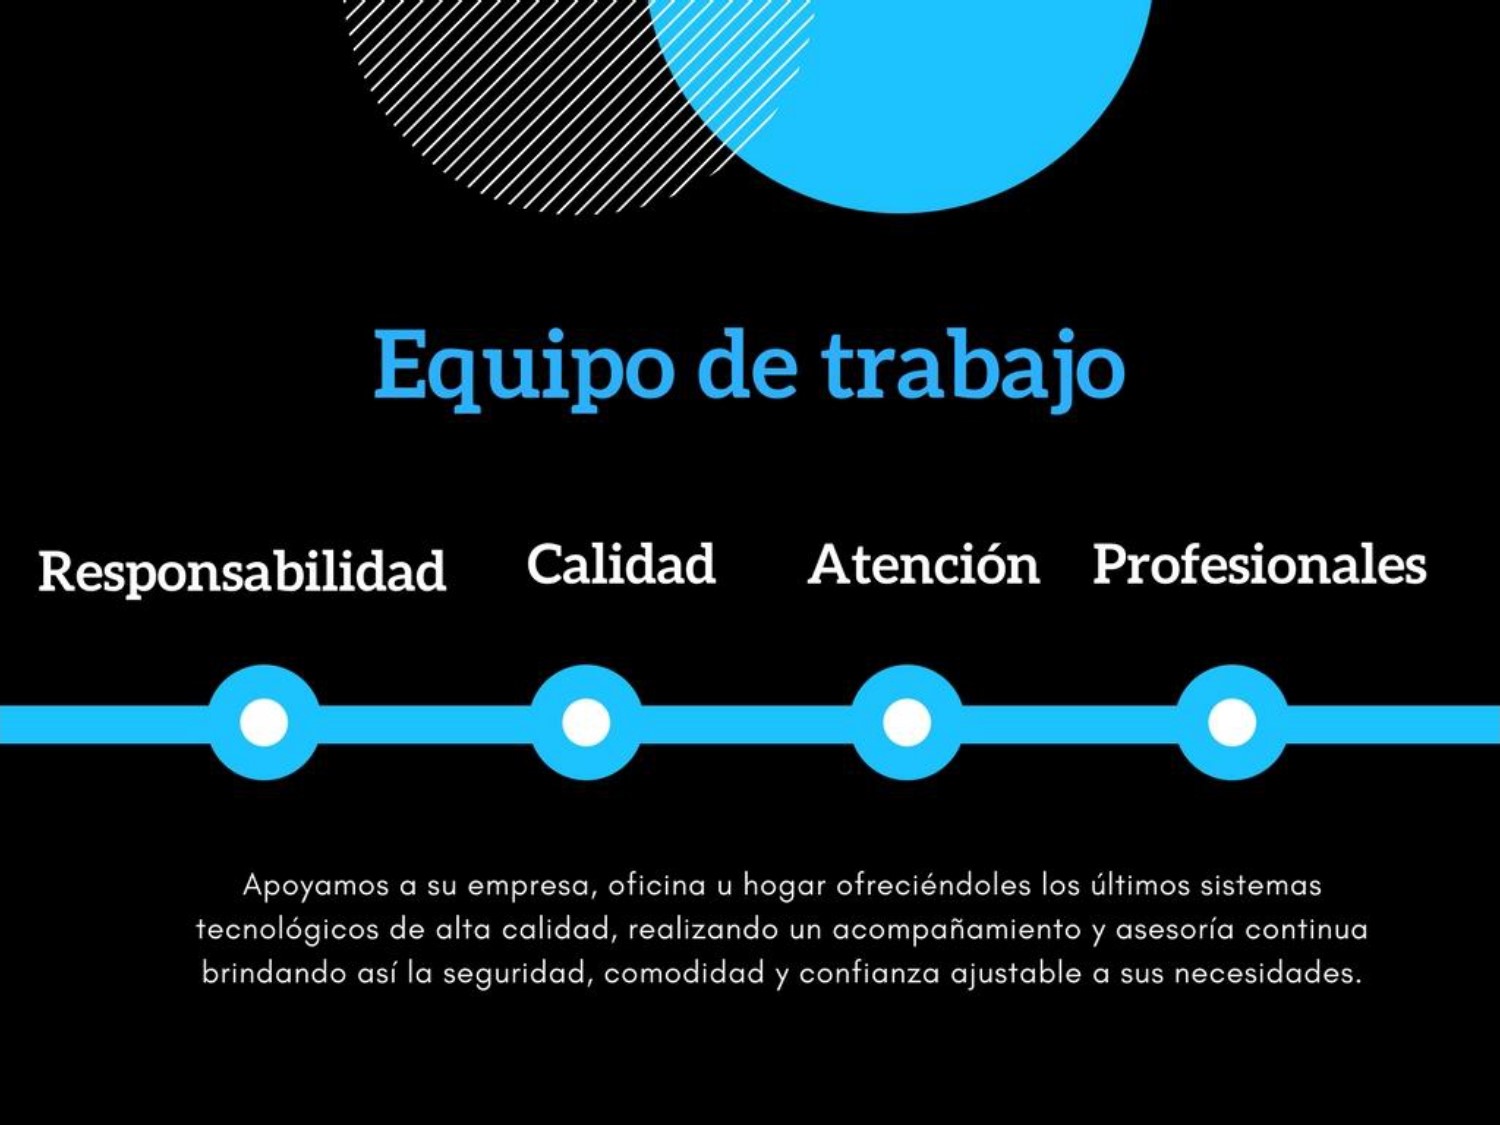 Equipo de trabajo
Responsabilidad Calidad Atención Profesionales
Apoyamos a su empresa, oficina u hogar ofreciéndoles los últimos sistemas
tecnológicos de alta calidad, realizando un acompañamiento y asesoría continua
brindando así la seguridad, comodidad y confianza ajustable a sus necesidades.